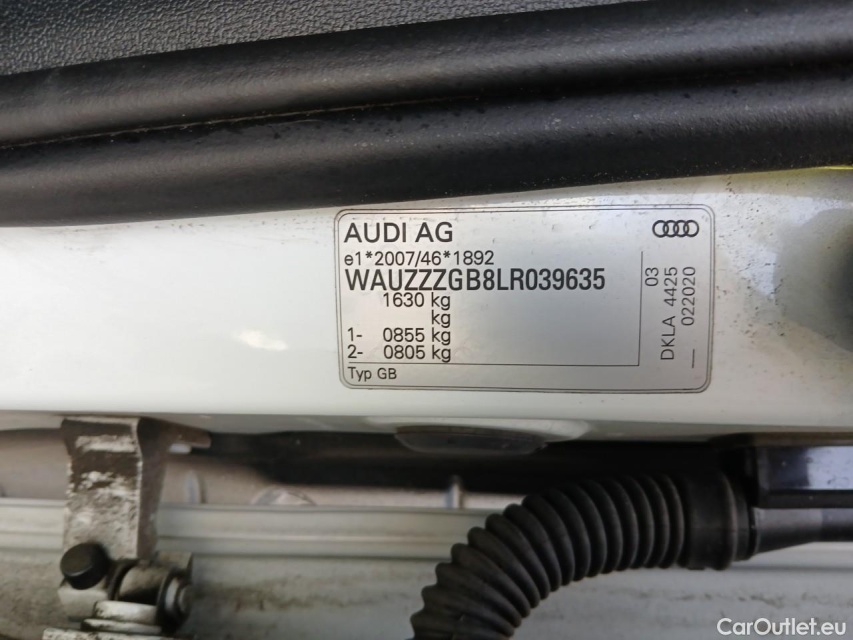 AUDI AG
e1*2007/46*1892
WAUZZZGB8LR039635
1630 kg
kg
1- 0855 kg
2- 0805 kg
Typ GB
03
DKLA 4425
__ 022020
CarOutlet.eu